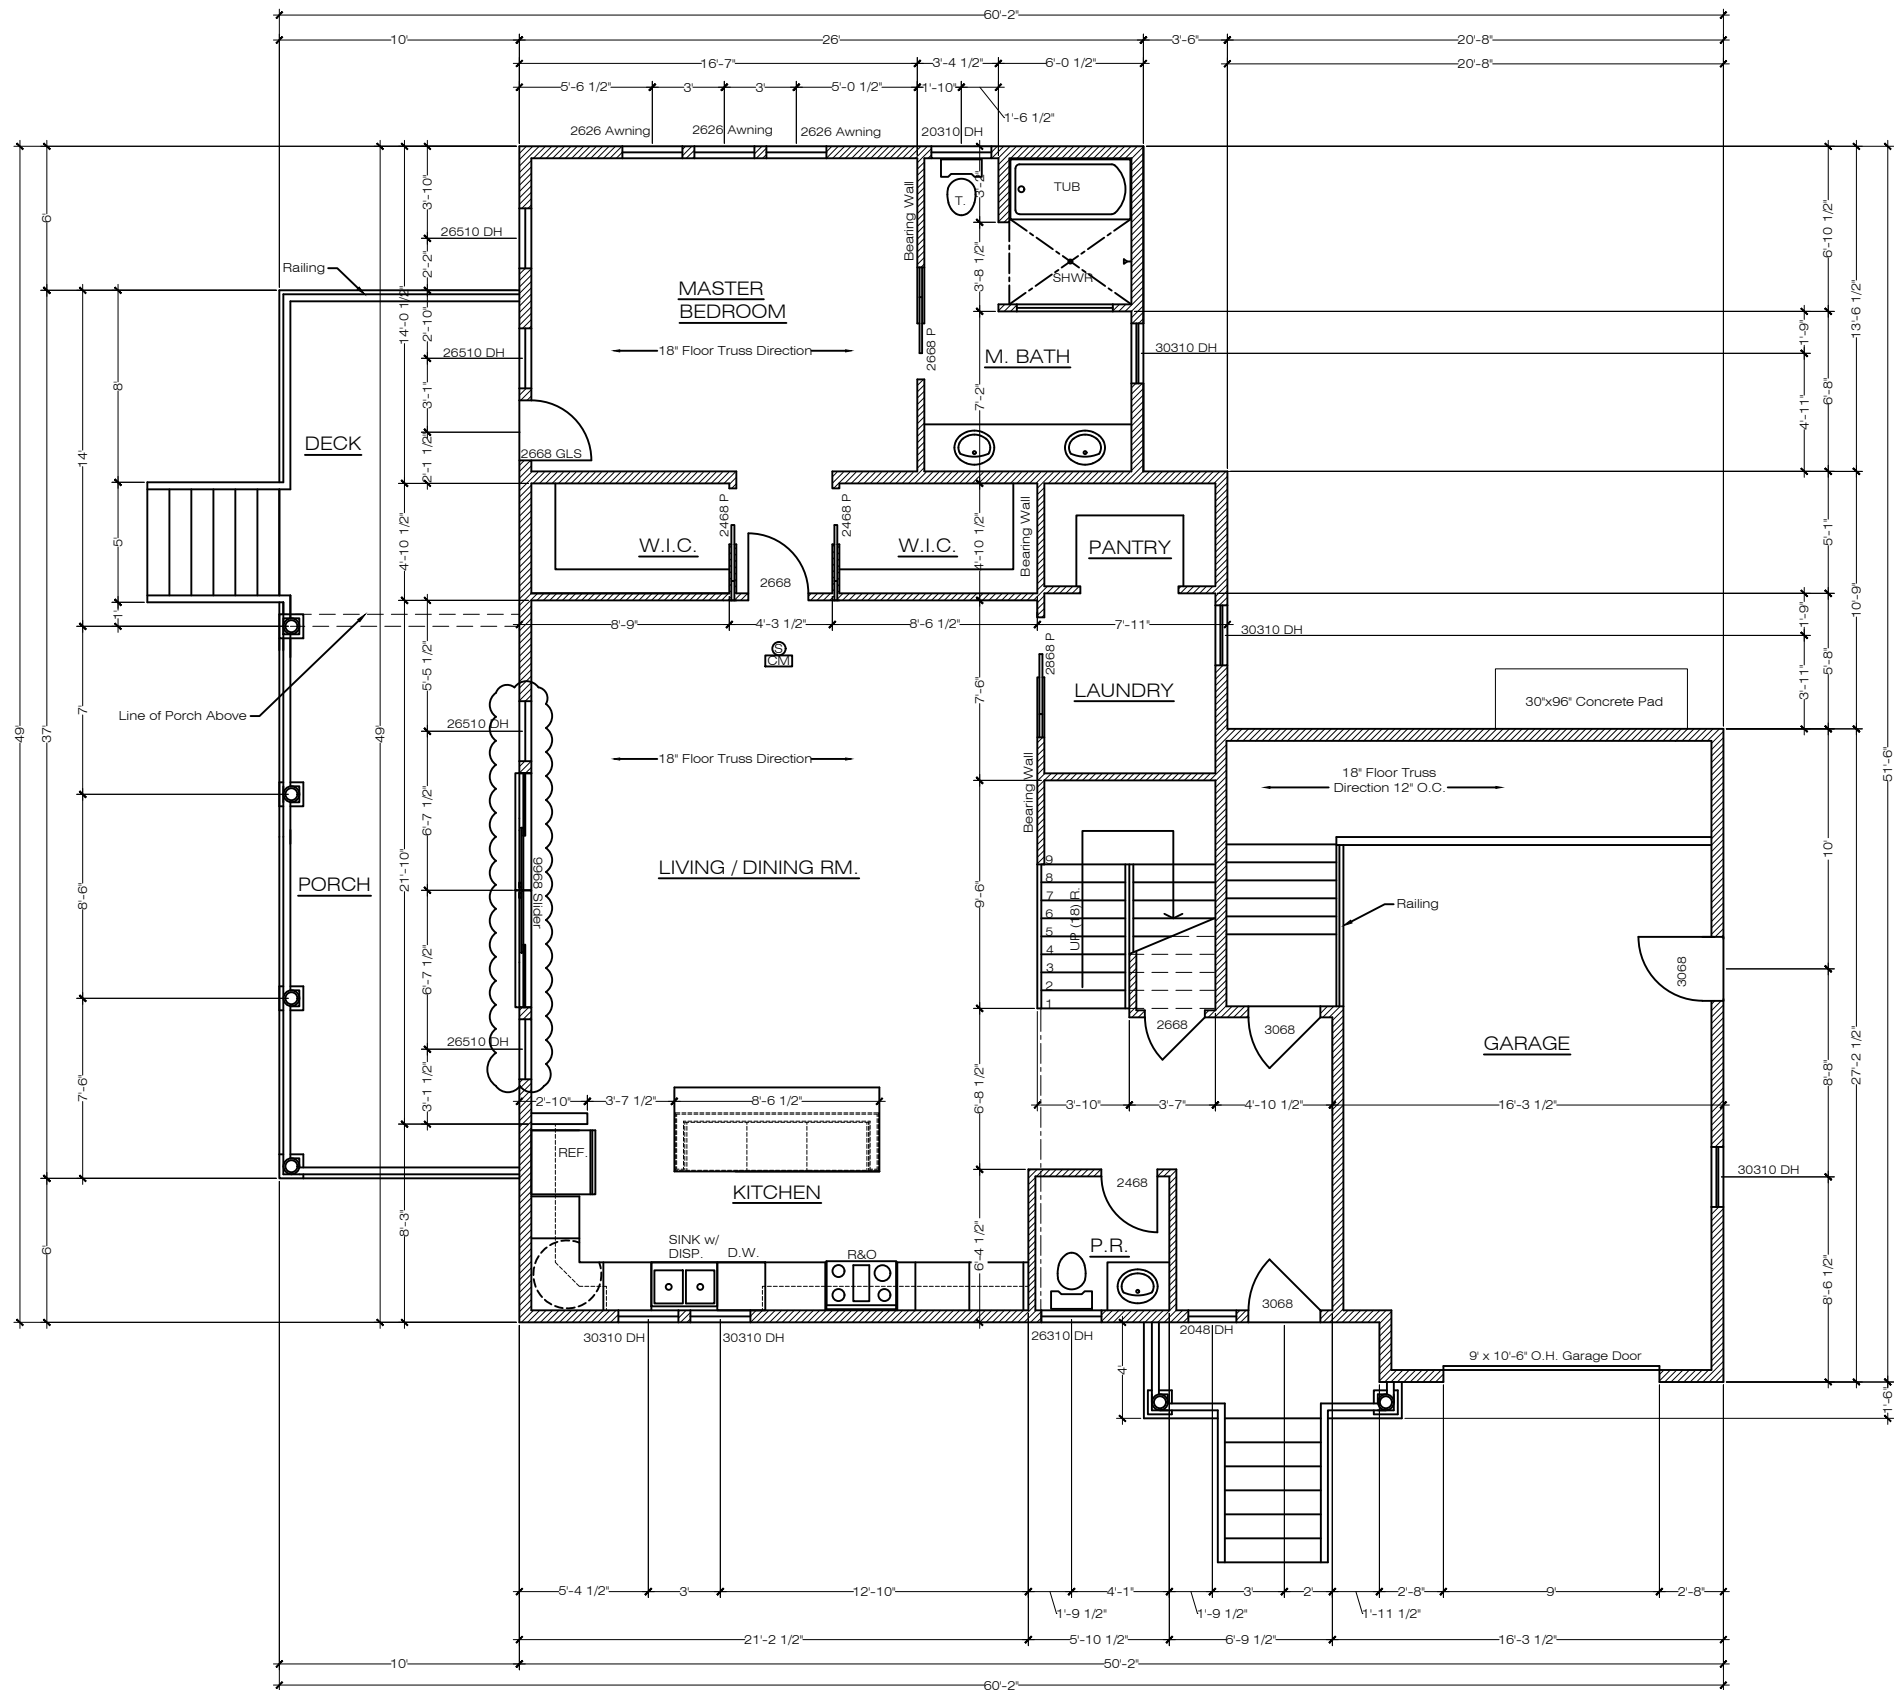 60'-2"
10'
26'
3'-6"
20'-8"
16'-7"
3'-4 1/2"
6'-0 1/2"
20'-8"
5'-6 1/2"
3'
3'
5'-0 1/2"
1'-10"
1'-6 1/2"
2626 Awning
2626 Awning
2626 Awning
20310 DH
49'
6'
37'
6'
14'
7'
8'-6"
7'-6"
8'
5'
1'
49'
14'-0 1/2"
4'-10 1/2"
21'-10"
8'-3"
3'-10"
2'-2"
2'-10"
3'-1"
2'-1 1/2"
5'-5 1/2"
6'-7 1/2"
6'-7 1/2"
3'-1 1/2"
26510 DH
26510 DH
2668 GLS
Railing
DECK
Line of Porch Above
PORCH
MASTER
BEDROOM
18" Floor Truss Direction
Bearing Wall
2668 P
T.
TUB
SHWR
3'-2"
3'-8 1/2"
7'-2"
M. BATH
30310 DH
W.I.C.
2468 P
2668
2468 P
W.I.C.
4'-10 1/2"
Bearing Wall
PANTRY
8'-9"
4'-3 1/2"
8'-6 1/2"
7'-11"
S
CM
2868 P
30310 DH
LAUNDRY
7'-6"
26510 DH
18" Floor Truss Direction
Bearing Wall
9968 Slider
LIVING / DINING RM.
9'-6"
9
8
7
6
5
4
3
2
1
UP (18) R.
26510 DH
2668
3068
30"x96" Concrete Pad
18" Floor Truss
Direction 12" O.C.
Railing
3068
GARAGE
30310 DH
2'-10"
3'-7 1/2"
8'-6 1/2"
6'-8 1/2"
3'-10"
3'-7"
4'-10 1/2"
16'-3 1/2"
REF.
KITCHEN
SINK w/
DISP.
D.W.
R&O
6'-4 1/2"
2468
P.R.
3068
30310 DH
30310 DH
26310 DH
2048 DH
4'
9' x 10'-6" O.H. Garage Door
6'-10 1/2"
1'-9"
4'-11"
6'-8"
13'-6 1/2"
5'-1"
1'-9"
3'-11"
5'-8"
10'-9"
51'-6"
10'
8'-8"
8'-6 1/2"
27'-2 1/2"
1'-6"
5'-4 1/2"
3'
12'-10"
1'-9 1/2"
4'-1"
1'-9 1/2"
3'
2'
1'-11 1/2"
2'-8"
9'
2'-8"
21'-2 1/2"
5'-10 1/2"
6'-9 1/2"
16'-3 1/2"
10'
50'-2"
60'-2"